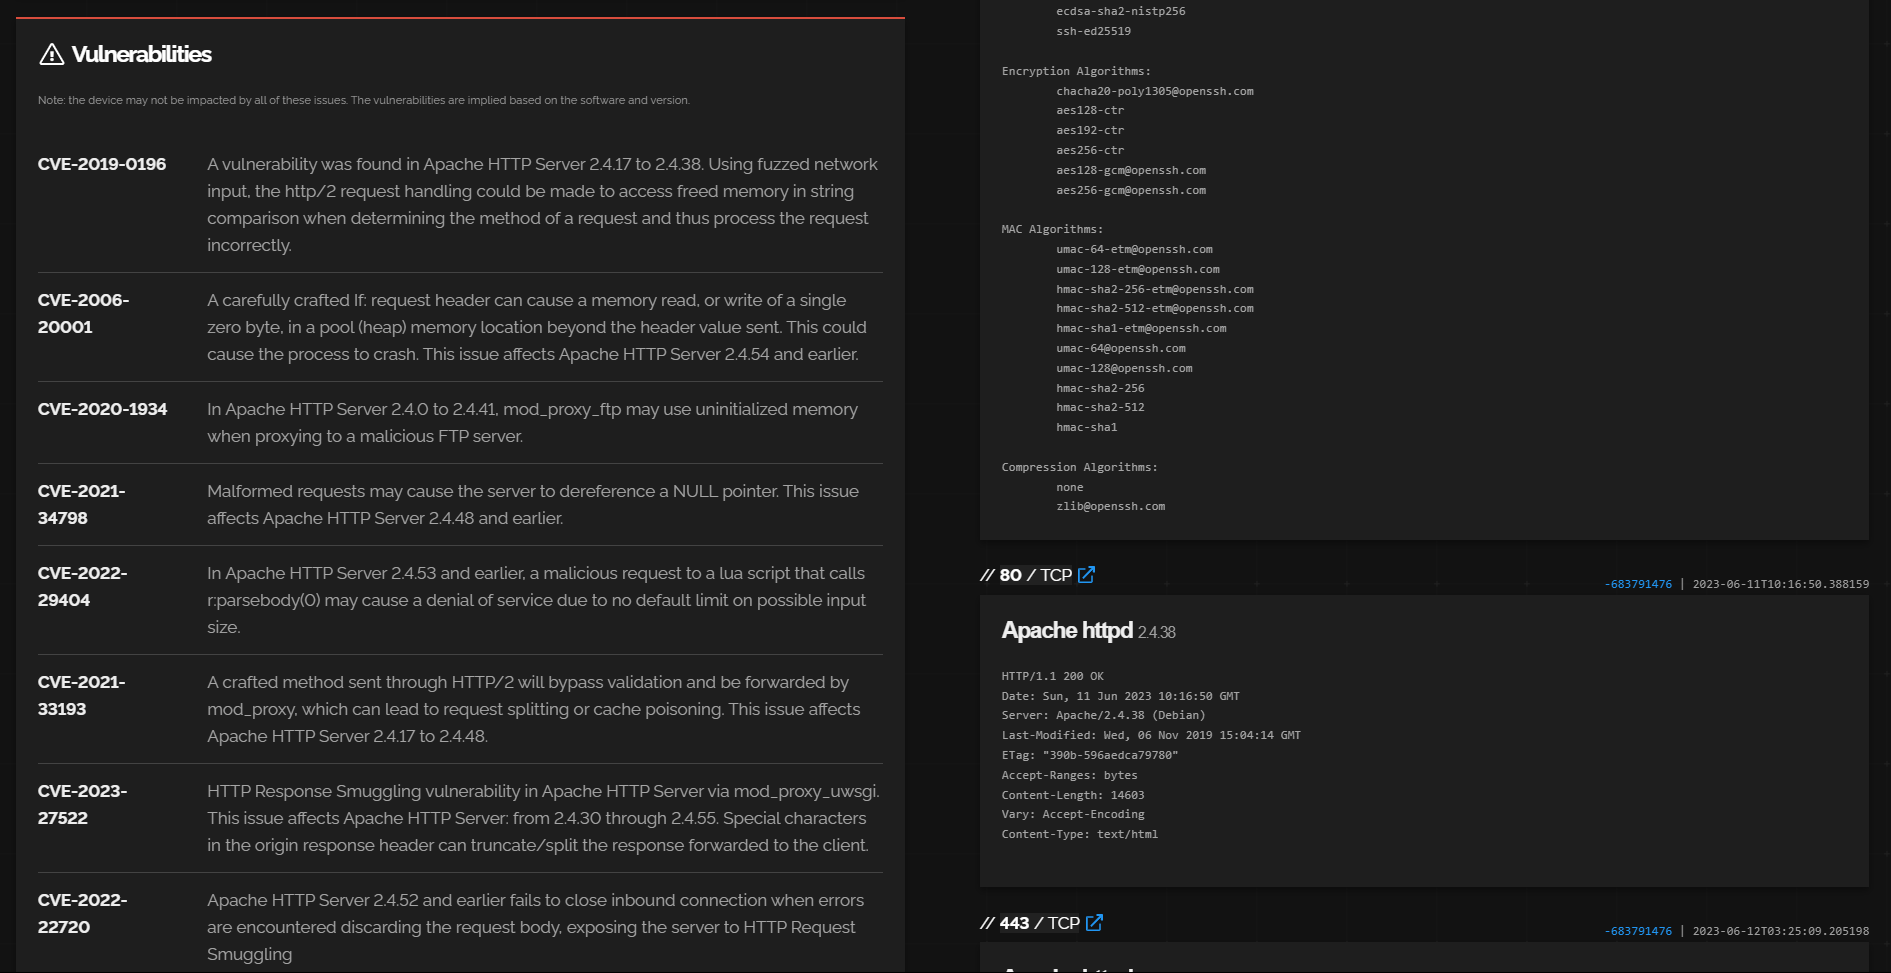 Vulnerabilities
Note: the device may not be impacted by all of these issues. The vulnerabilities are implied based on the software and version.
CVE-2019-0196
A vulnerability was found in Apache HTTP Server 2.4.17 to 2.4.38. Using fuzzed network
input, the http/2 request handling could be made to access freed memory in string
comparison when determining the method of a request and thus process the request
incorrectly.
CVE-2006-
20001
A carefully crafted If: request header can cause a memory read, or write of a single
zero byte, in a pool (heap) memory location beyond the header value sent. This could
cause the process to crash. This issue affects Apache HTTP Server 2.4.54 and earlier.
CVE-2020-1934
In Apache HTTP Server 2.4.0 to 2.4.41, mod_proxy_ftp may use uninitialized memory
when proxying to a malicious FTP server.
CVE-2021-
34798
Malformed requests may cause the server to dereference a NULL pointer. This issue
affects Apache HTTP Server 2.4.48 and earlier.
CVE-2022-
29404
In Apache HTTP Server 2.4.53 and earlier, a malicious request to a lua script that calls
r:parsebody(0) may cause a denial of service due to no default limit on possible input
size.
CVE-2021-
33193
A crafted method sent through HTTP/2 will bypass validation and be forwarded by
mod_proxy, which can lead to request splitting or cache poisoning. This issue affects
Apache HTTP Server 2.4.17 to 2.4.48.
CVE-2023-
27522
HTTP Response Smuggling vulnerability in Apache HTTP Server via mod_proxy_uwsgi.
This issue affects Apache HTTP Server: from 2.4.30 through 2.4.55. Special characters
in the origin response header can truncate/split the response forwarded to the client.
CVE-2022-
22720
Apache HTTP Server 2.4.52 and earlier fails to close inbound connection when errors
are encountered discarding the request body, exposing the server to HTTP Request
Smuggling
ecdsa-sha2-nistp256
ssh-ed25519
Encryption Algorithms:
chacha20-poly1305@openssh.com
aes128-ctr
aes192-ctr
aes256-ctr
aes128-gcm@openssh.com
aes256-gcm@openssh.com
MAC Algorithms:
umac-64-etm@openssh.com
umac-128-etm@openssh.com
hmac-sha2-256-etm@openssh.com
hmac-sha2-512-etm@openssh.com
hmac-sha1-etm@openssh.com
umac-64@openssh.com
umac-128@openssh.com
hmac-sha2-256
hmac-sha2-512
hmac-sha1
Compression Algorithms:
none
zlib@openssh.com
// 80 / TCP
-683791476 | 2023-06-11T10:16:50.388159
Apache httpd 2.4.38
HTTP/1.1 200 OK
Date: Sun, 11 Jun 2023 10:16:50 GMT
Server: Apache/2.4.38 (Debian)
Last-Modified: Wed, 06 Nov 2019 15:04:14 GMT
ETag: "390b-596aedca79780"
Accept-Ranges: bytes
Content-Length: 14603
Vary: Accept-Encoding
Content-Type: text/html
// 443 / TCP
-683791476 | 2023-06-12T03:25:09.205198